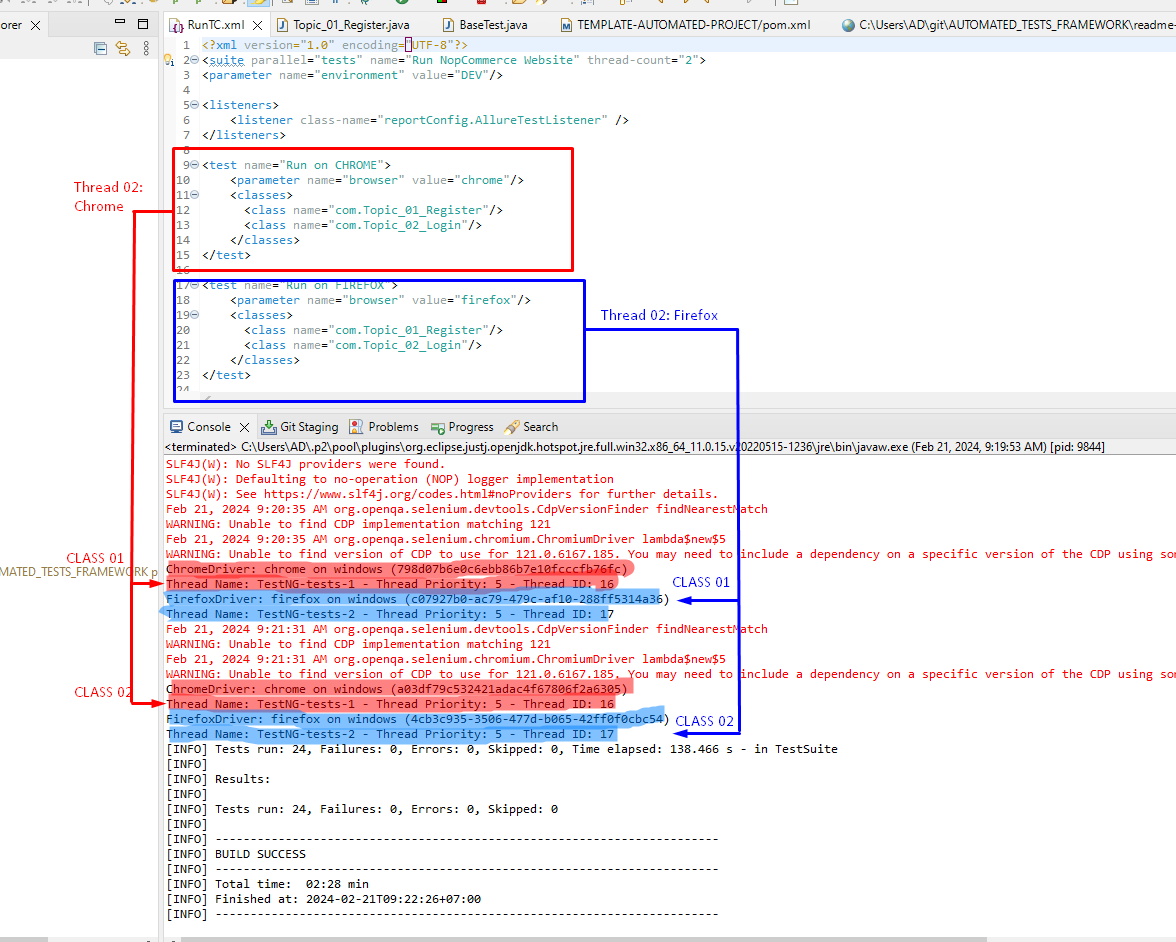 orer
RunTC.xml
Topic_01_Register.java
BaseTest.java
TEMPLATE-AUTOMATED-PROJECT/pom.xml
C:\Users\AD\git\AUTOMATED_TESTS_FRAMEWORK\readme-
1 <?xml version="1.0" encoding="UTF-8"?>
2 <suite parallel="tests" name="Run NopCommerce Website" thread-count="2">
3 <parameter name="environment" value="DEV"/>
4
5 <listeners>
6 <listener class-name="reportConfig.AllureTestListener" />
7 </listeners>
8
9 <test name="Run on CHROME">
10 <parameter name="browser" value="chrome"/>
11 <classes>
12 <class name="com.Topic_01_Register"/>
13 <class name="com.Topic_02_Login"/>
14 </classes>
15 </test>
16
17 <test name="Run on FIREFOX">
18 <parameter name="browser" value="firefox"/>
19 <classes>
20 <class name="com.Topic_01_Register"/>
21 <class name="com.Topic_02_Login"/>
22 </classes>
23 </test>
24
Thread 02:
Chrome
Thread 02: Firefox
Console
Git Staging
Problems
Progress
Search
<terminated> C:\Users\AD\.p2\pool\plugins\org.eclipse.justj.openjdk.hotspot.jre.full.win32.x86_64_11.0.15.v20220515-1236\jre\bin\javaw.exe (Feb 21, 2024, 9:19:53 AM) [pid: 9844]
SLF4J(W): No SLF4J providers were found.
SLF4J(W): Defaulting to no-operation (NOP) logger implementation
SLF4J(W): See https://www.slf4j.org/codes.html#noProviders for further details.
Feb 21, 2024 9:20:35 AM org.openqa.selenium.devtools.CdpVersionFinder findNearestMatch
WARNING: Unable to find CDP implementation matching 121
Feb 21, 2024 9:20:35 AM org.openqa.selenium.chromium.ChromiumDriver lambda$new$5
WARNING: Unable to find version of CDP to use for 121.0.6167.185. You may need to include a dependency on a specific version of the CDP using som
CLASS 01
MATED_TESTS_FRAMEWORK p
ChromeDriver: chrome on windows (798d07b6e0c6ebb86b7e10fcccfb76fc)
Thread Name: TestNG-tests-1 - Thread Priority: 5 - Thread ID: 16
CLASS 01
FirefoxDriver: firefox on windows (c07927b0-ac79-479c-af10-288ff5314a36)
Thread Name: TestNG-tests-2 - Thread Priority: 5 - Thread ID: 17
Feb 21, 2024 9:21:31 AM org.openqa.selenium.devtools.CdpVersionFinder findNearestMatch
WARNING: Unable to find CDP implementation matching 121
Feb 21, 2024 9:21:31 AM org.openqa.selenium.chromium.ChromiumDriver lambda$new$5
WARNING: Unable to find version of CDP to use for 121.0.6167.185. You may need to include a dependency on a specific version of the CDP using som
CLASS 02
ChromeDriver: chrome on windows (a03df79c532421adac4f67806f2a6305)
Thread Name: TestNG-tests-1 - Thread Priority: 5 - Thread ID: 16
FirefoxDriver: firefox on windows (4cb3c935-3506-477d-b065-42ff0f0cbc54)
CLASS 02
Thread Name: TestNG-tests-2 - Thread Priority: 5 - Thread ID: 17
[INFO] Tests run: 24, Failures: 0, Errors: 0, Skipped: 0, Time elapsed: 138.466 s - in TestSuite
[INFO]
[INFO] Results:
[INFO]
[INFO] Tests run: 24, Failures: 0, Errors: 0, Skipped: 0
[INFO]
[INFO] ------------------------------------------------------------------------
[INFO] BUILD SUCCESS
[INFO] ------------------------------------------------------------------------
[INFO] Total time:  02:28 min
[INFO] Finished at: 2024-02-21T09:22:26+07:00
[INFO] ------------------------------------------------------------------------